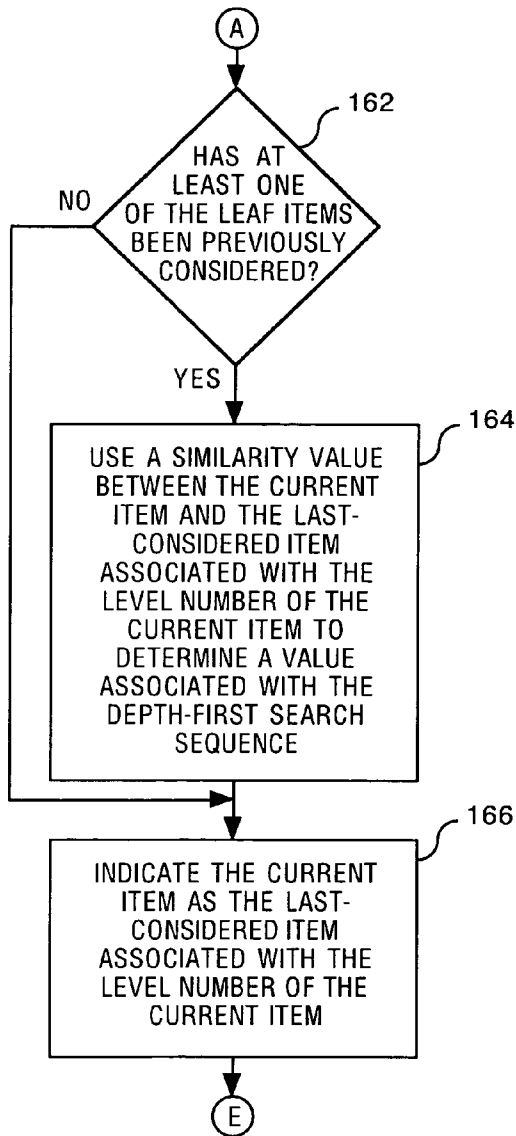 A
162
HAS AT
LEAST ONE
OF THE LEAF ITEMS
BEEN PREVIOUSLY
CONSIDERED?
NO
YES
164
USE A SIMILARITY VALUE
BETWEEN THE CURRENT
ITEM AND THE LAST-
CONSIDERED ITEM
ASSOCIATED WITH THE
LEVEL NUMBER OF THE
CURRENT ITEM TO
DETERMINE A VALUE
ASSOCIATED WITH THE
DEPTH-FIRST SEARCH
SEQUENCE
166
INDICATE THE CURRENT
ITEM AS THE LAST-
CONSIDERED ITEM
ASSOCIATED WITH THE
LEVEL NUMBER OF THE
CURRENT ITEM
E